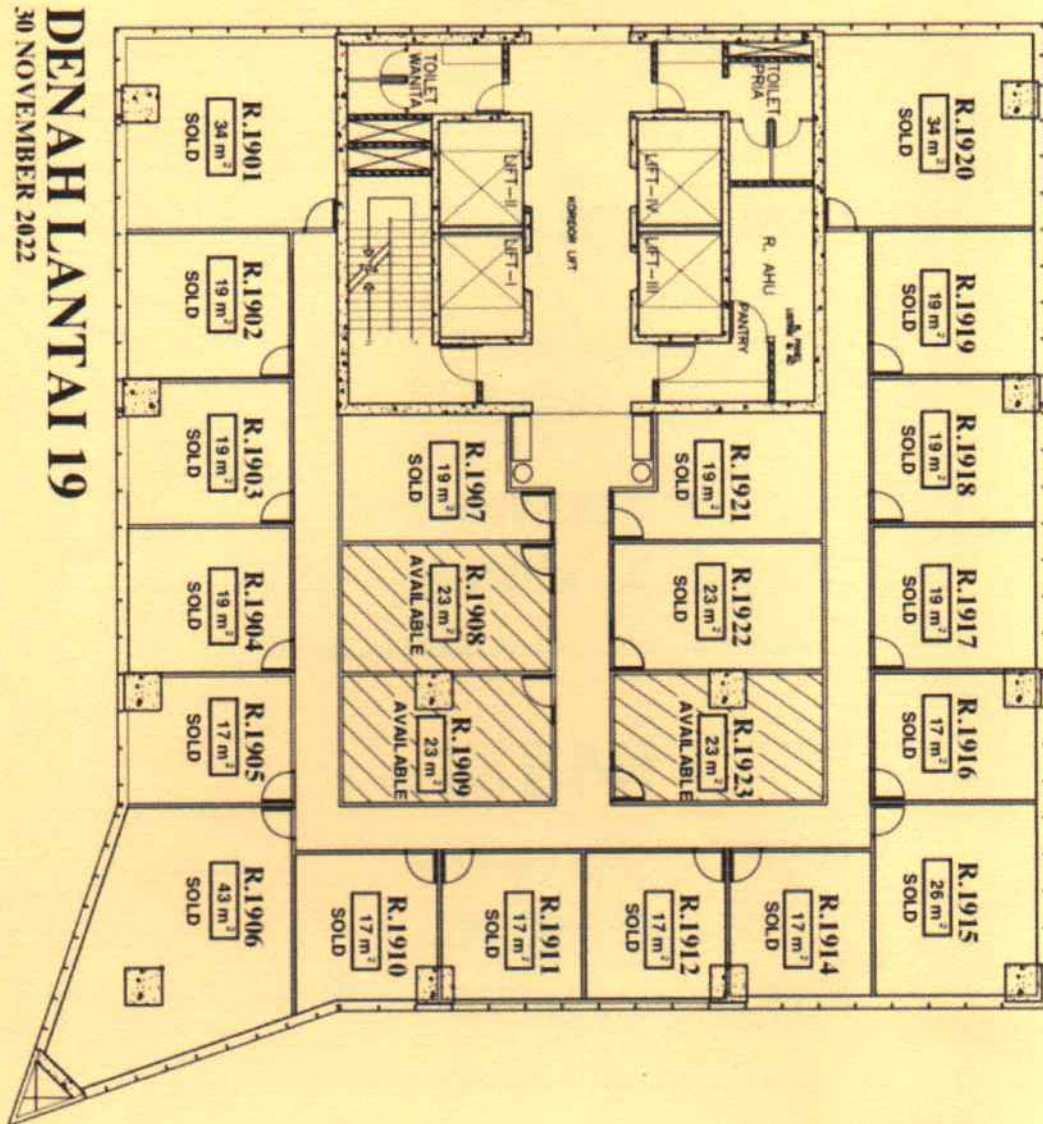 DENAH LANTAI 19
30 NOVEMBER 2022
R.1901
34 m²
SOLD
R.1902
19 m²
SOLD
R.1903
19 m²
SOLD
R.1904
19 m²
SOLD
R.1905
17 m²
SOLD
R.1906
43 m²
SOLD
TOILET
WANITA
LIFT-II
LIFT-I
KORIDOR LIFT
TOILET
PRIA
LIFT-IV
LIFT-III
R. AHU
PANTRY
PANEL
R.1907
19 m²
SOLD
R.1908
23 m²
AVAILABLE
R.1909
23 m²
AVAILABLE
R.1921
19 m²
SOLD
R.1922
23 m²
SOLD
R.1923
23 m²
AVAILABLE
R.1910
17 m²
SOLD
R.1911
17 m²
SOLD
R.1912
17 m²
SOLD
R.1914
17 m²
SOLD
R.1920
34 m²
SOLD
R.1919
19 m²
SOLD
R.1918
19 m²
SOLD
R.1917
19 m²
SOLD
R.1916
17 m²
SOLD
R.1915
26 m²
SOLD